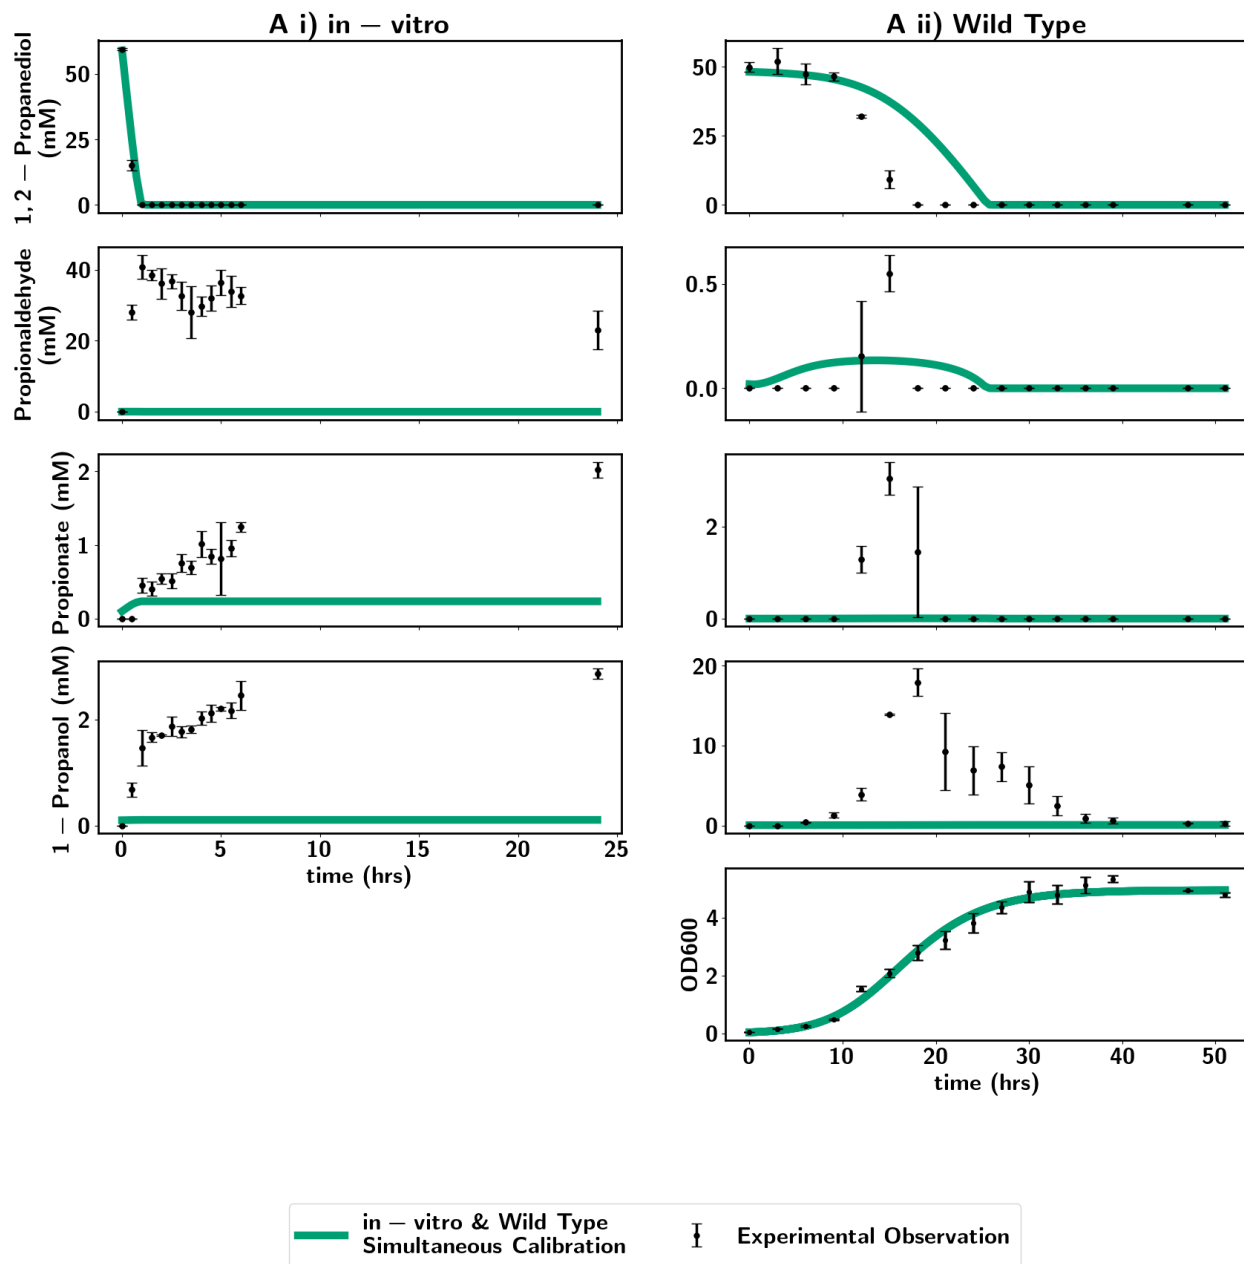 A i) in − vitro
1, 2 − Propanediol
(mM)
50
25
0
Propionaldehyde
(mM)
40
20
0
Propionate (mM)
2
1
0
1 − Propanol (mM)
2
0
0 5 10 15 20 25
time (hrs)
A ii) Wild Type
50
25
0
0.5
0.0
2
0
20
10
0
OD600
4
2
0
0 10 20 30 40 50
time (hrs)
in − vitro & Wild Type
Simultaneous Calibration
Experimental Observation